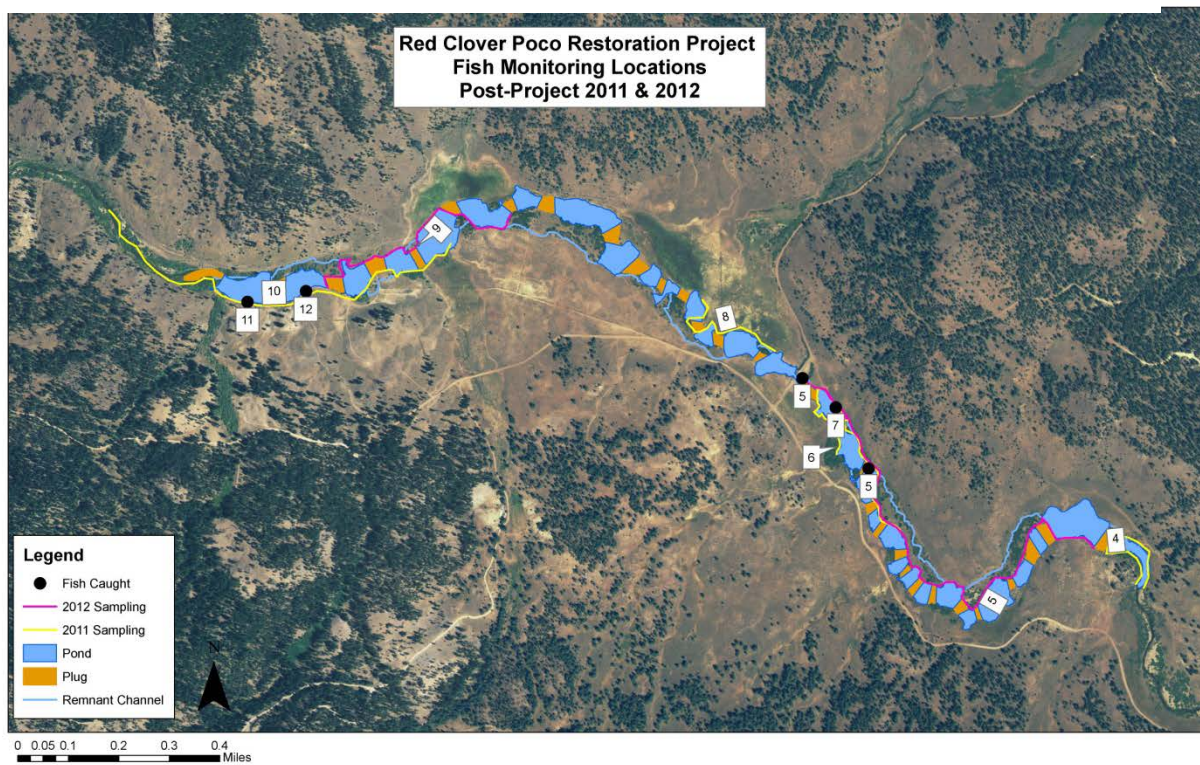 Red Clover Poco Restoration Project
Fish Monitoring Locations
Post-Project 2011 & 2012
9
10
11
12
8
5
7
6
5
4
5
Legend
Fish Caught
2012 Sampling
2011 Sampling
Pond
Plug
Remnant Channel
N
0 0.05 0.1 0.2 0.3 0.4
Miles